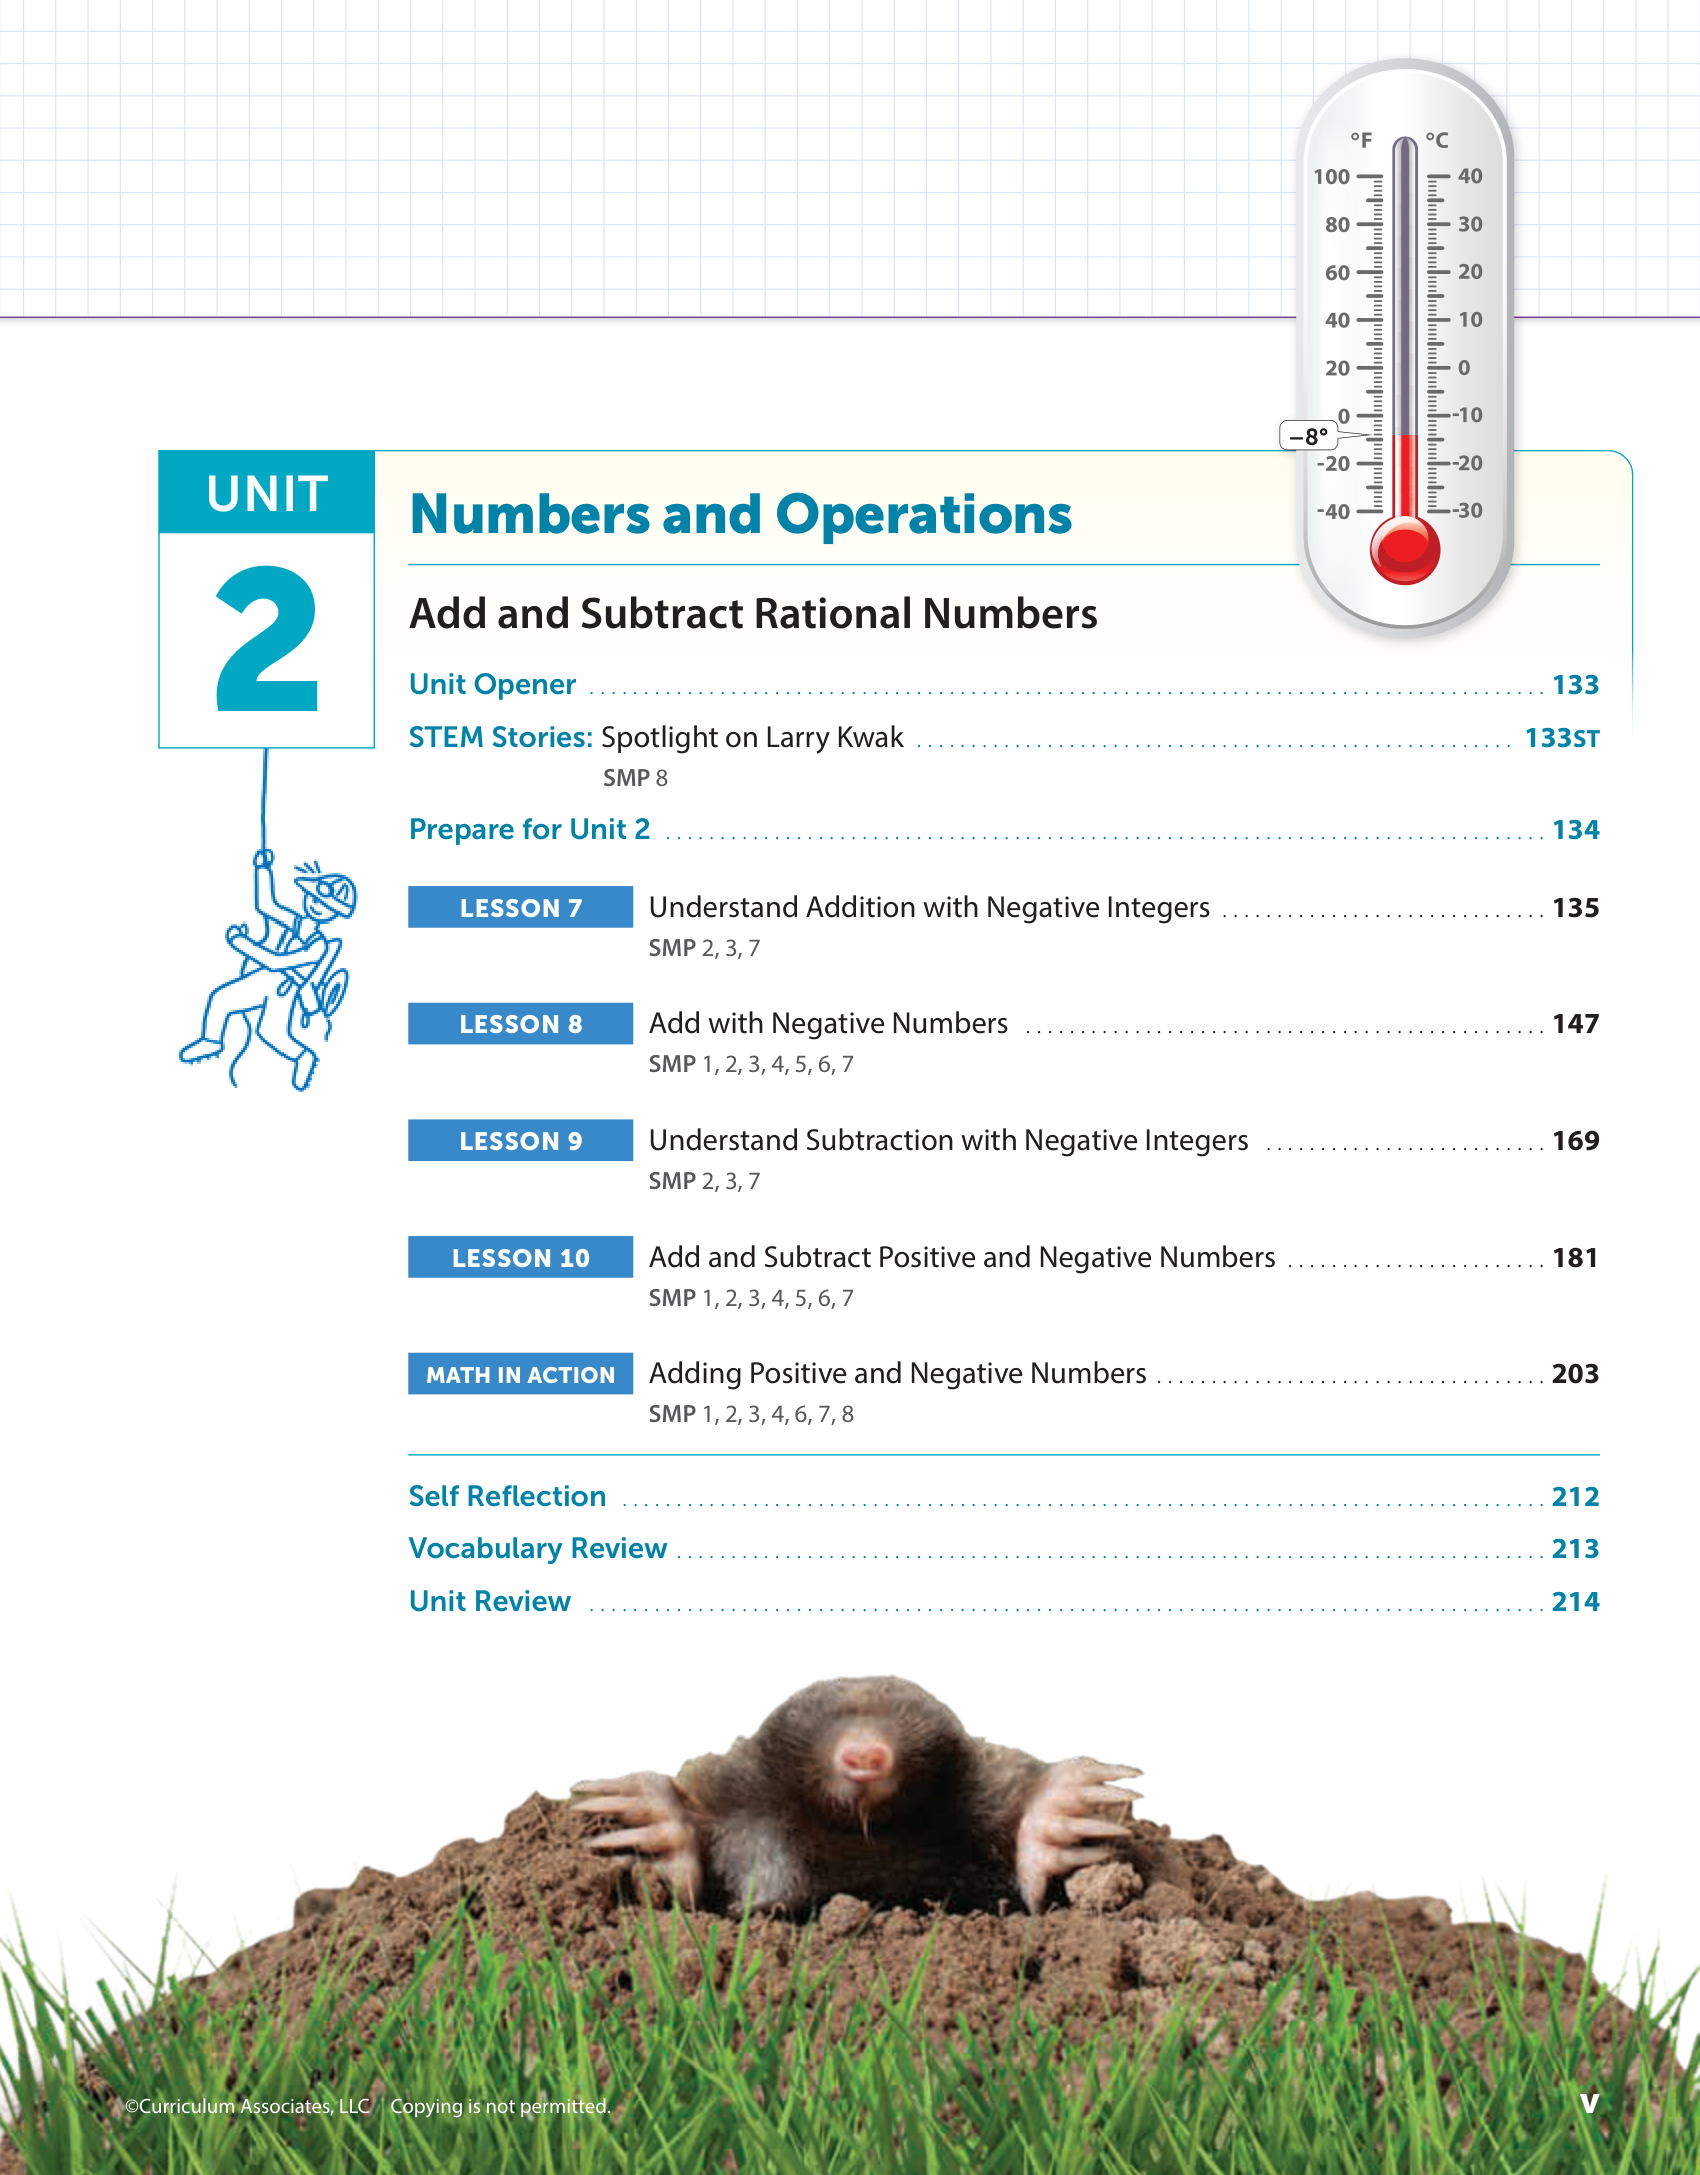 °F °C
100 40
80 30
60 20
40 10
20 0
0 -10
−8°
-20 -20
-40 -30
UNIT
2
Numbers and Operations
Add and Subtract Rational Numbers
Unit Opener 133
STEM Stories: Spotlight on Larry Kwak 133ST
SMP 8
Prepare for Unit 2 134
LESSON 7 Understand Addition with Negative Integers 135
SMP 2, 3, 7
LESSON 8 Add with Negative Numbers 147
SMP 1, 2, 3, 4, 5, 6, 7
LESSON 9 Understand Subtraction with Negative Integers 169
SMP 2, 3, 7
LESSON 10 Add and Subtract Positive and Negative Numbers 181
SMP 1, 2, 3, 4, 5, 6, 7
MATH IN ACTION Adding Positive and Negative Numbers 203
SMP 1, 2, 3, 4, 6, 7, 8
Self Reflection 212
Vocabulary Review 213
Unit Review 214
©Curriculum Associates, LLC Copying is not permitted. v